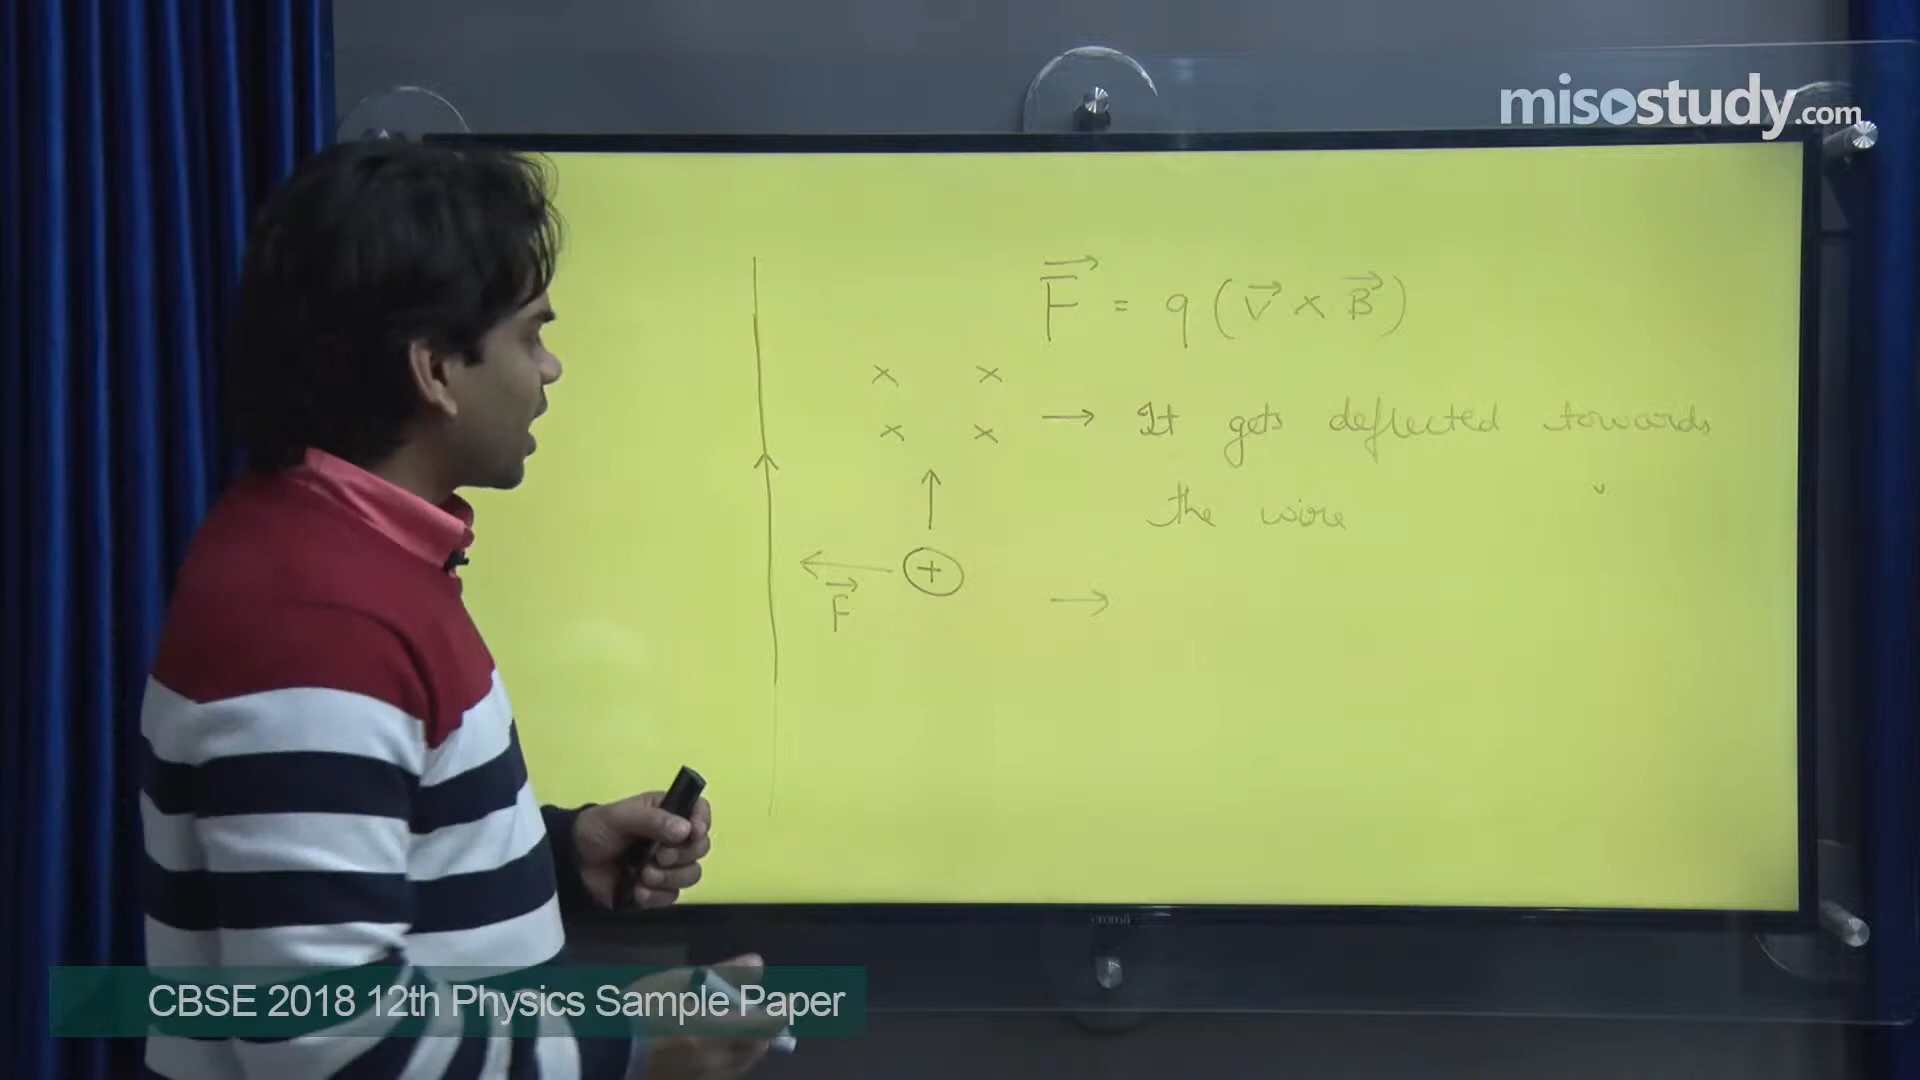 misostudy.com
F = q (v × B)
× ×
× ×
→ It gets deflected towards
the wire
+
F
→
CBSE 2018 12th Physics Sample Paper